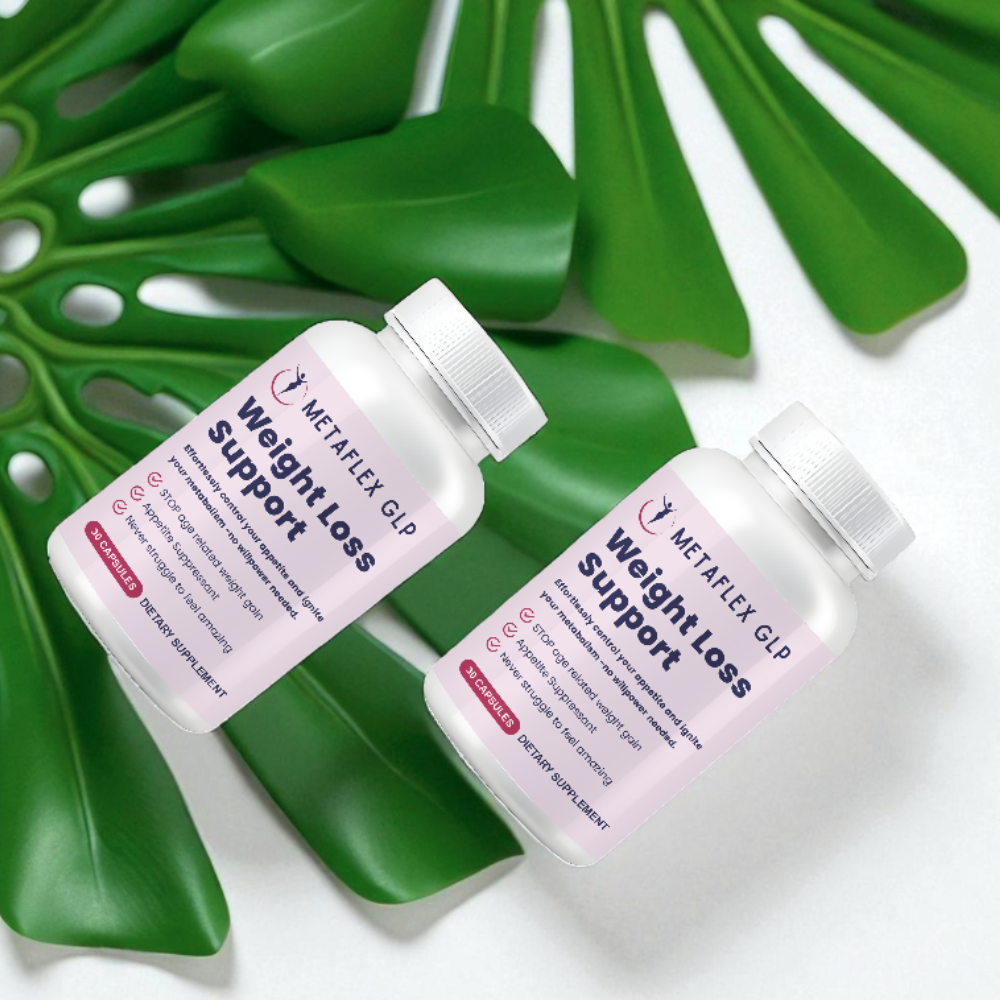 METAFLEX GLP
Weight Loss
Support
Effortlessly control your appetite and ignite
your metabolism -no willpower needed.
STOP age related weight gain
Appetite Suppressant
Never struggle to feel amazing
30 CAPSULES
DIETARY SUPPLEMENT
METAFLEX GLP
Weight Loss
Support
Effortlessly control your appetite and ignite
your metabolism -no willpower needed.
STOP age related weight gain
Appetite Suppressant
Never struggle to feel amazing
30 CAPSULES
DIETARY SUPPLEMENT